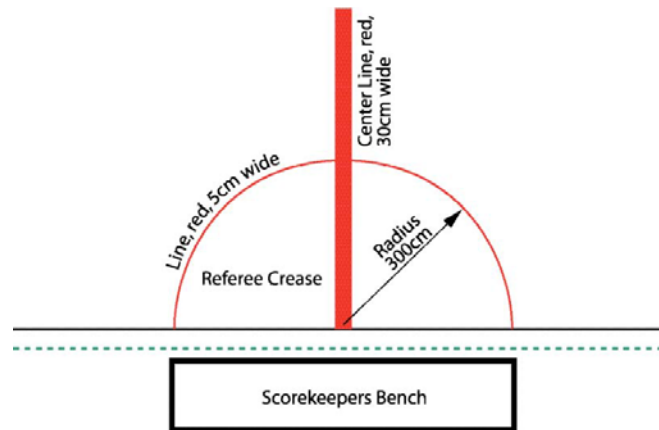 Center Line, red,
30cm wide
Line, red, 5cm wide
Radius
300cm
Referee Crease
Scorekeepers Bench